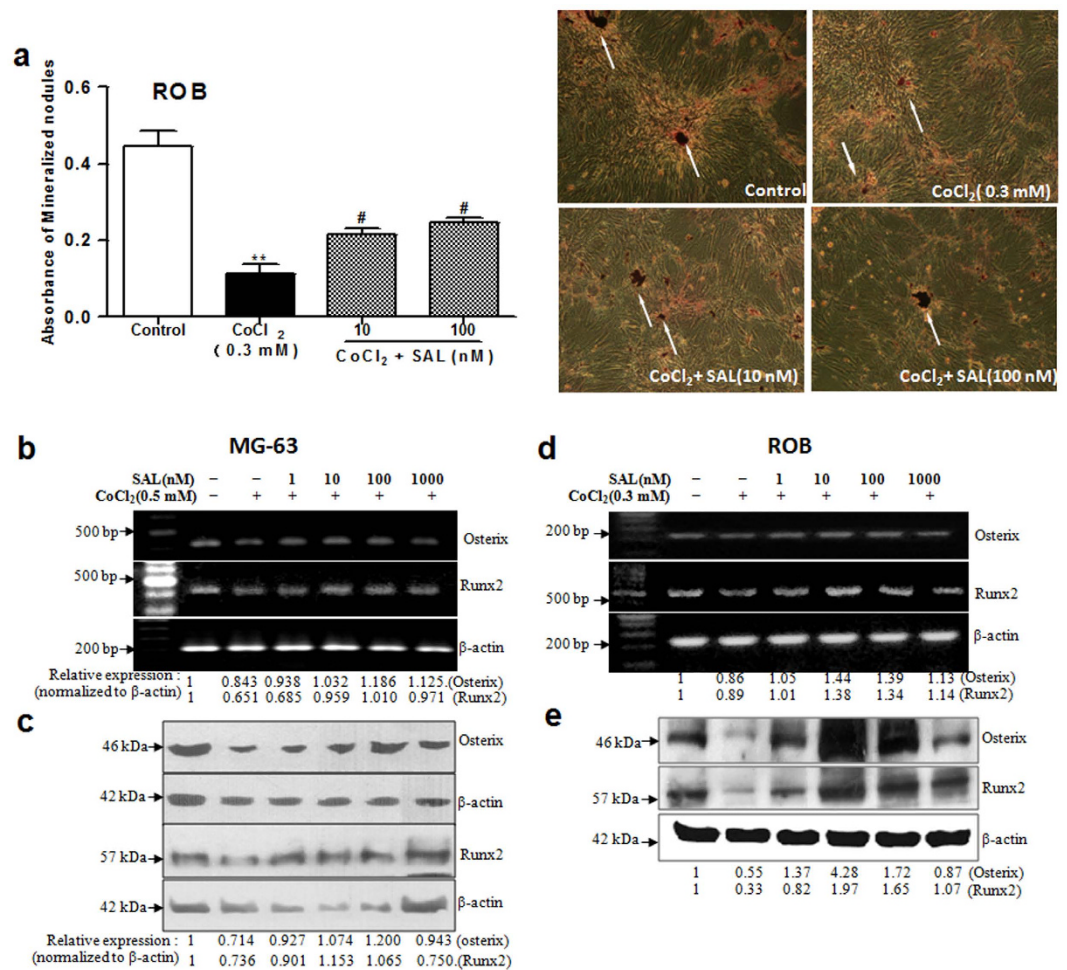 a
ROB
Absorbance of Mineralized nodules
0.6
0.4
0.2
0.0
**
#
#
Control
CoCl 2
( 0.3 mM)
10
100
CoCl2 + SAL (nM)
Control
CoCl2( 0.3 mM)
CoCl2+ SAL(10 nM)
CoCl2+ SAL(100 nM)
b
MG-63
SAL(nM) – – 1 10 100 1000
CoCl2(0.5 mM) – + + + + +
500 bp Osterix
500 bp Runx2
200 bp β-actin
Relative expression : 1 0.843 0.938 1.032 1.186 1.125.(Osterix)
(normalized to β-actin) 1 0.651 0.685 0.959 1.010 0.971 (Runx2)
c
46 kDa Osterix
42 kDa β-actin
57 kDa Runx2
42 kDa β-actin
Relative expression : 1 0.714 0.927 1.074 1.200 0.943 (osterix)
(normalized to β-actin) 1 0.736 0.901 1.153 1.065 0.750.(Runx2)
d
ROB
SAL(nM) – – 1 10 100 1000
CoCl2(0.3 mM) – + + + + +
200 bp Osterix
500 bp Runx2
200 bp β-actin
1 0.86 1.05 1.44 1.39 1.13 (Osterix)
1 0.89 1.01 1.38 1.34 1.14 (Runx2)
e
46 kDa Osterix
57 kDa Runx2
42 kDa β-actin
1 0.55 1.37 4.28 1.72 0.87 (Osterix)
1 0.33 0.82 1.97 1.65 1.07 (Runx2)